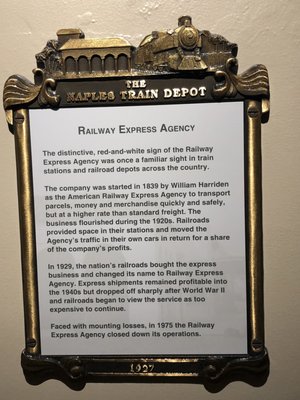 THE
NAPLES TRAIN DEPOT
RAILWAY EXPRESS AGENCY
The distinctive, red-and-white sign of the Railway
Express Agency was once a familiar sight in train
stations and railroad depots across the country.
The company was started in 1839 by William Harriden
as the American Railway Express Agency to transport
parcels, money and merchandise quickly and safely,
but at a higher rate than standard freight. The
business flourished during the 1920s. Railroads
provided space in their stations and moved the
Agency's traffic in their own cars in return for a share
of the company's profits.
In 1929, the nation's railroads bought the express
business and changed its name to Railway Express
Agency. Express shipments remained profitable into
the 1940s but dropped off sharply after World War II
and railroads began to view the service as too
expensive to continue.
Faced with mounting losses, in 1975 the Railway
Express Agency closed down its operations.
1927